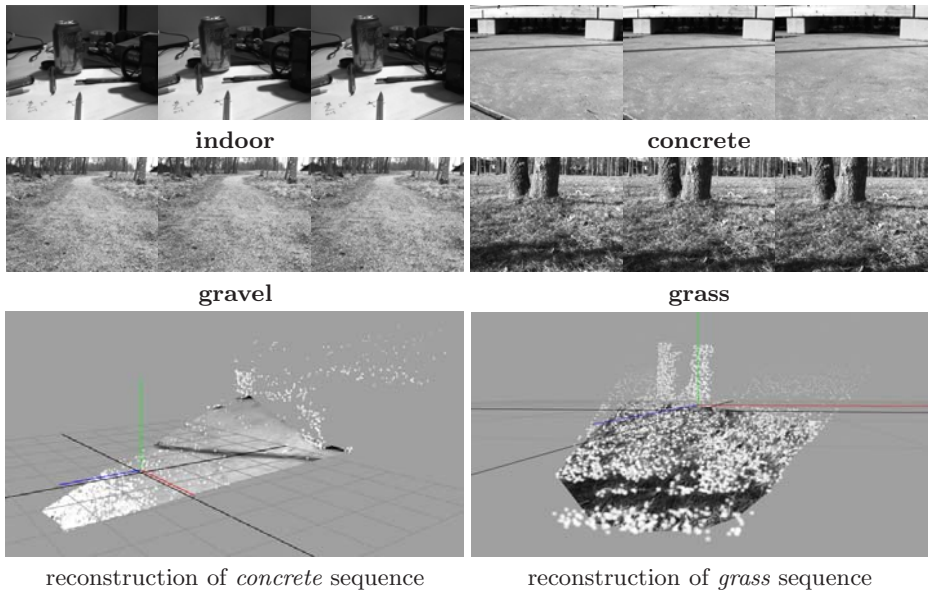 indoor
concrete
gravel
grass
reconstruction of concrete sequence
reconstruction of grass sequence